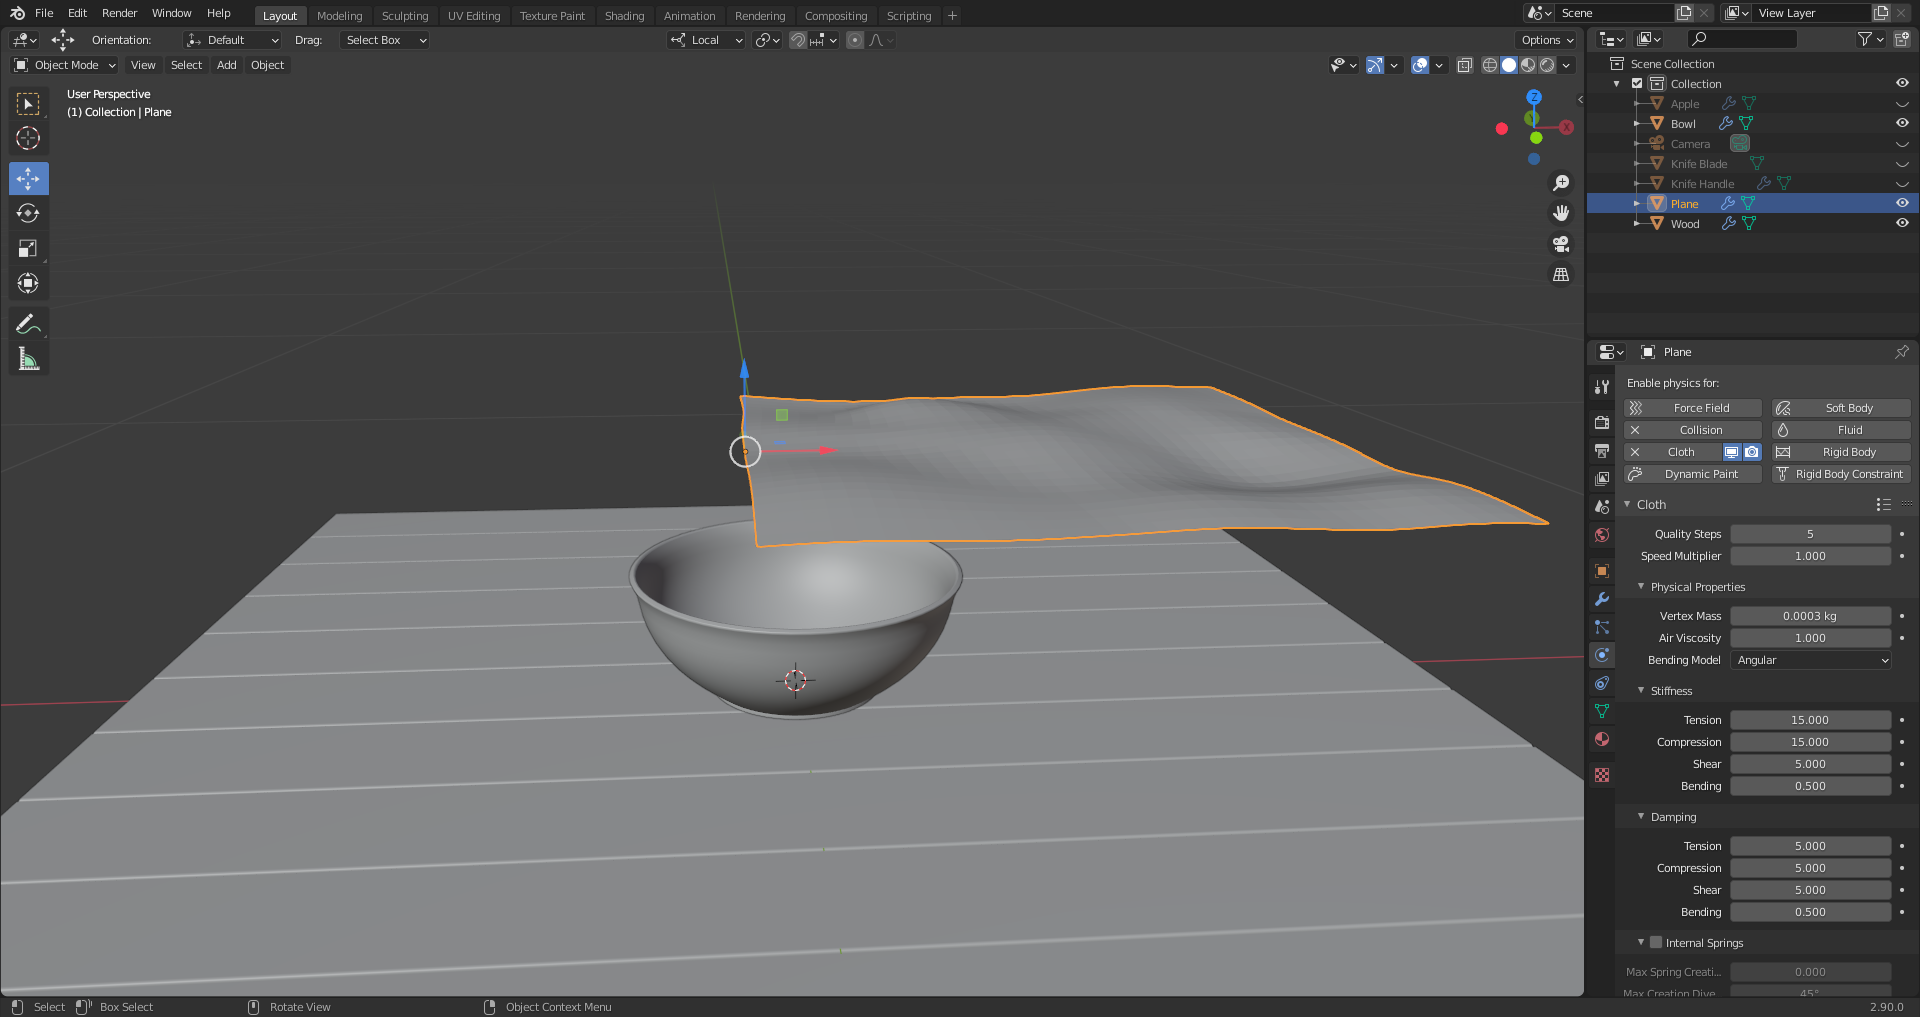 File Edit Render Window Help Layout Modeling Sculpting UV Editing Texture Paint Shading Animation Rendering Compositing Scripting + Scene View Layer
Orientation: Default Drag: Select Box Local Options
Object Mode View Select Add Object
User Perspective
(1) Collection | Plane
Z
Y
X
Scene Collection
Collection
Apple
Bowl
Camera
Knife Blade
Knife Handle
Plane
Wood
Plane
Enable physics for:
Force Field Soft Body
Collision Fluid
Cloth Rigid Body
Dynamic Paint Rigid Body Constraint
Cloth
Quality Steps 5
Speed Multiplier 1.000
Physical Properties
Vertex Mass 0.0003 kg
Air Viscosity 1.000
Bending Model Angular
Stiffness
Tension 15.000
Compression 15.000
Shear 5.000
Bending 0.500
Damping
Tension 5.000
Compression 5.000
Shear 5.000
Bending 0.500
Internal Springs
Max Spring Creati... 0.000
Max Creation Dive... 45°
Select Box Select Rotate View Object Context Menu 2.90.0